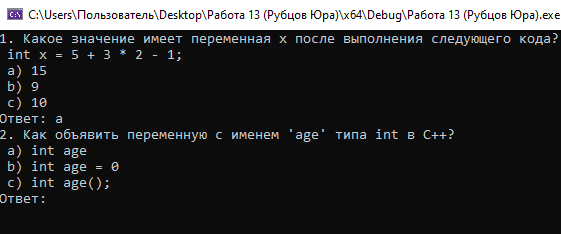 C:\Users\Пользователь\Desktop\Работа 13 (Рубцов Юра)\x64\Debug\Работа 13 (Рубцов Юра).exe
1. Какое значение имеет переменная x после выполнения следующего кода?
int x = 5 + 3 * 2 - 1;
a) 15
b) 9
c) 10
Ответ: a
2. Как объявить переменную с именем 'age' типа int в C++?
a) int age
b) int age = 0
c) int age();
Ответ: